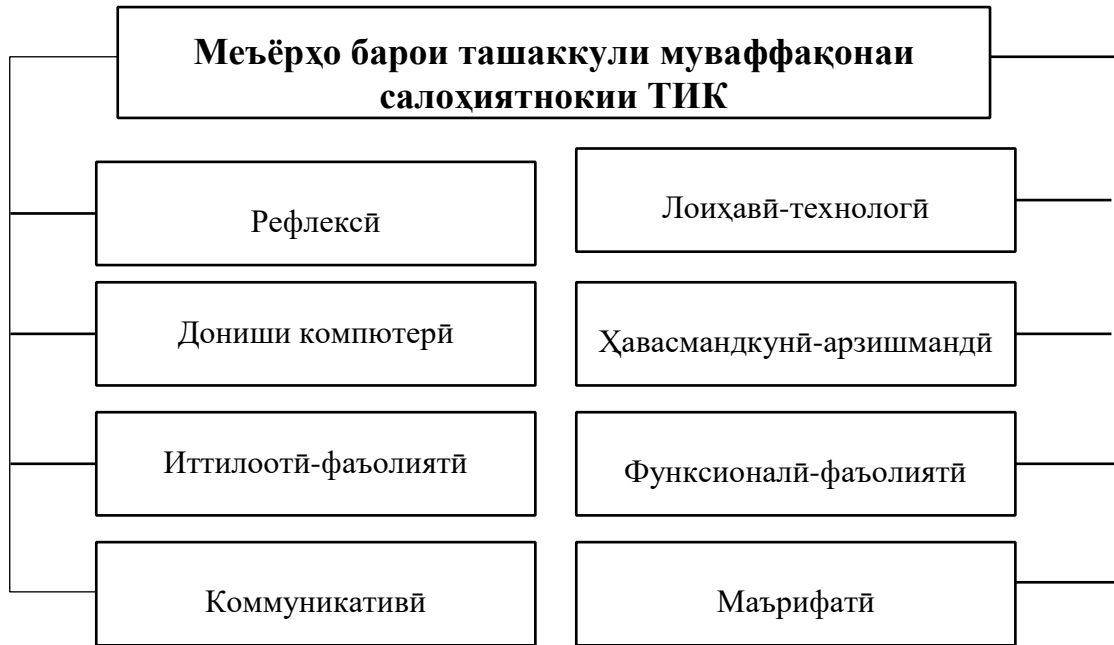 Меъёрҳо барои ташаккули муваффақонаи
салоҳиятнокии ТИК
Рефлексӣ
Лоиҳавӣ-технологӣ
Дониши компютерӣ
Ҳавасмандкунӣ-арзишмандӣ
Иттилоотӣ-фаъолиятӣ
Функсионалӣ-фаъолиятӣ
Коммуникативӣ
Маърифатӣ